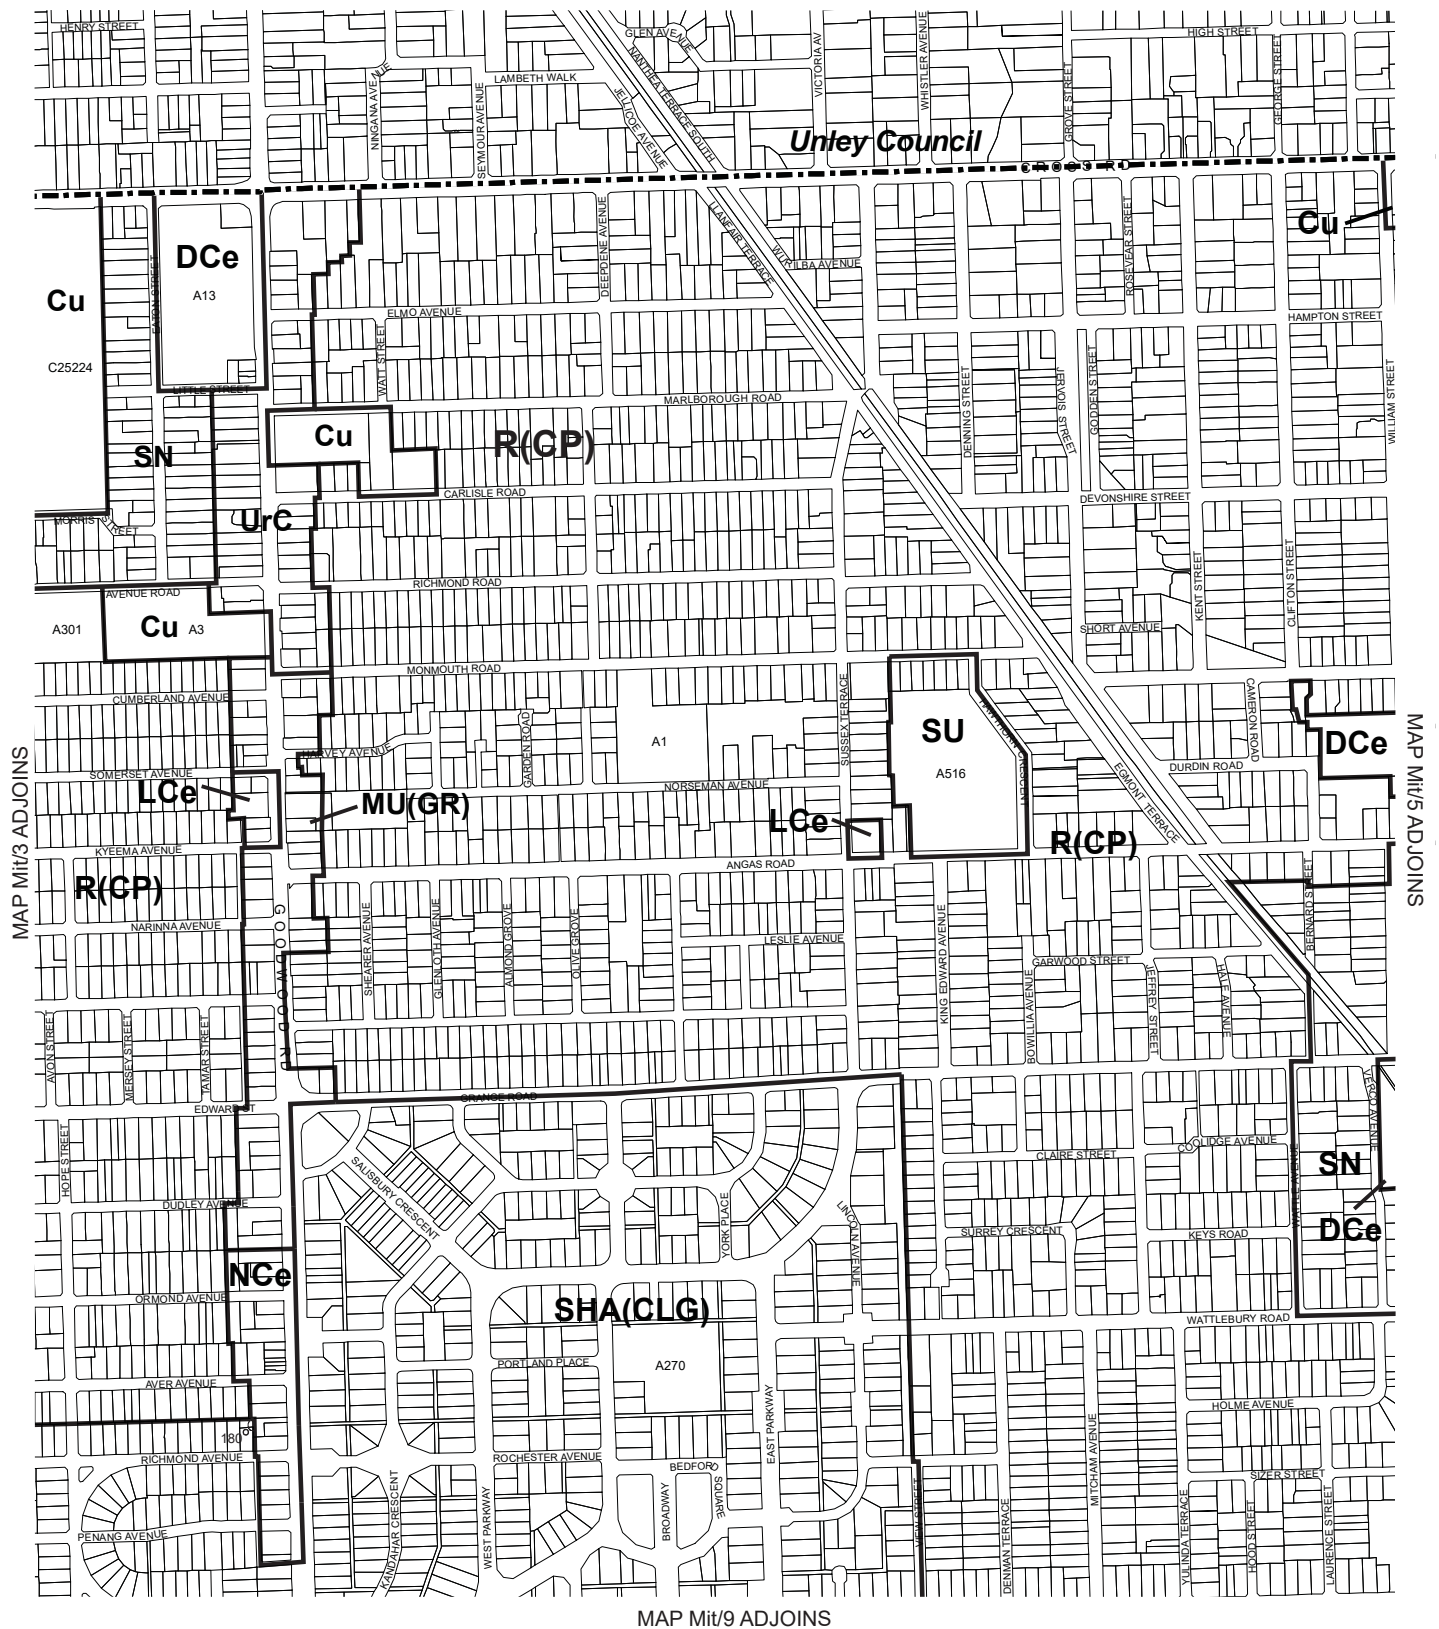 HENRY STREET
GLEN AVENUE
HIGH STREET
LAMBETH WALK
NINGANA AVENUE
SEYMOUR AVENUE
JELLICOE AVENUE
NANTHEA TERRACE SOUTH
VICTORIA AV
WHISTLER AVENUE
GROVE STREET
GEORGE STREET
Unley Council
CROSS RD
DCe
A13
EATON STREET
Cu
C25224
LITTLE STREET
DEEPDENE AVENUE
LLANFAIR TERRACE
WILBA AVENUE
ROSEVEAR STREET
Cu
ELMO AVENUE
WATT STREET
HAMPTON STREET
MARLBOROUGH ROAD
DENNING STREET
JERVOIS STREET
GODDEN STREET
WILLIAM STREET
Cu
R(CP)
SN
CARLISLE ROAD
DEVONSHIRE STREET
MORRIS STREET
UrC
RICHMOND ROAD
AVENUE ROAD
KENT STREET
CLIFTON STREET
A301
Cu
A3
SHORT AVENUE
MONMOUTH ROAD
CUMBERLAND AVENUE
SUSSEX TERRACE
HAWTHORN CRESCENT
CAMERON ROAD
GARDEN ROAD
HARVEY AVENUE
A1
SU
A516
DCe
MAP Mit/3 ADJOINS
MAP Mit/5 ADJOINS
SOMERSET AVENUE
NORSEMAN AVENUE
DURDIN ROAD
EGMONT TERRACE
LCe
MU(GR)
LCe
R(CP)
KYEEMA AVENUE
ANGAS ROAD
R(CP)
NARINNA AVENUE
GOODWOOD RD
SHEARER AVENUE
GLENLOTH AVENUE
ALMOND GROVE
OLIVE GROVE
LESLIE AVENUE
KING EDWARD AVENUE
BERNARD STREET
GARWOOD STREET
BOWILLIA AVENUE
JEFFREY STREET
HALE AVENUE
AVON STREET
MERSEY STREET
TAMAR STREET
EDWARD ST
GRANGE ROAD
VERCO AVENUE
HOPE STREET
SALISBURY CRESCENT
CLAIRE STREET
COOLIDGE AVENUE
WATTLE AVENUE
SN
DUDLEY AVENUE
YORK PLACE
LINCOLN AVENUE
SURREY CRESCENT
KEYS ROAD
DCe
NCe
ORMOND AVENUE
SHA(CLG)
WATTLEBURY ROAD
PORTLAND PLACE
A270
AVER AVENUE
EAST PARKWAY
HOLME AVENUE
180°
RICHMOND AVENUE
ROCHESTER AVENUE
BEDFORD SQUARE
MITCHAM AVENUE
SIZER STREET
PENANG AVENUE
KANDAHAR CRESCENT
WEST PARKWAY
BROADWAY
VIEW STREET
DENMAN TERRACE
YULINDA TERRACE
HOOD STREET
LAURENCE STREET
MAP Mit/9 ADJOINS